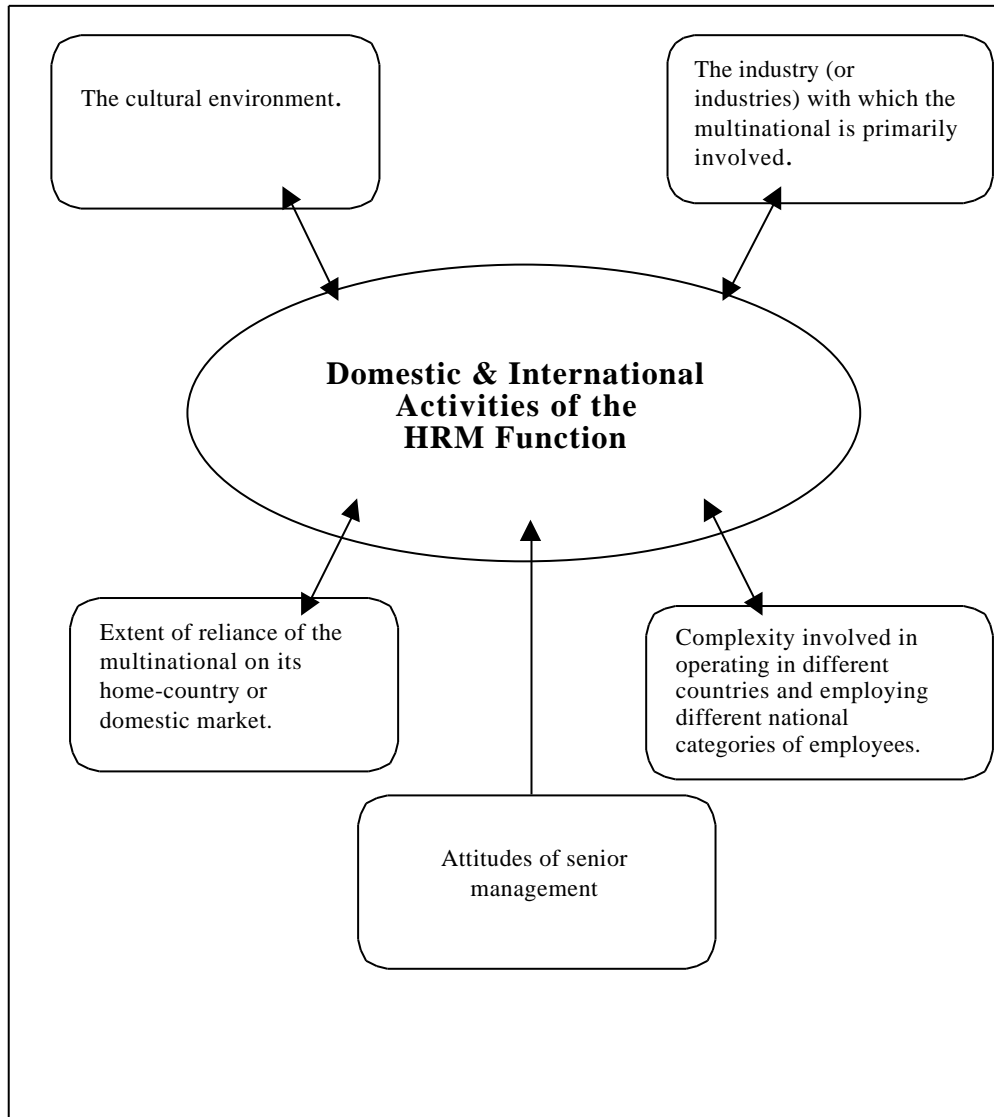 The cultural environment.
The industry (or
industries) with which the
multinational is primarily
involved.
Domestic & International
Activities of the
HRM Function
Extent of reliance of the
multinational on its
home-country or
domestic market.
Complexity involved in
operating in different
countries and employing
different national
categories of employees.
Attitudes of senior
management